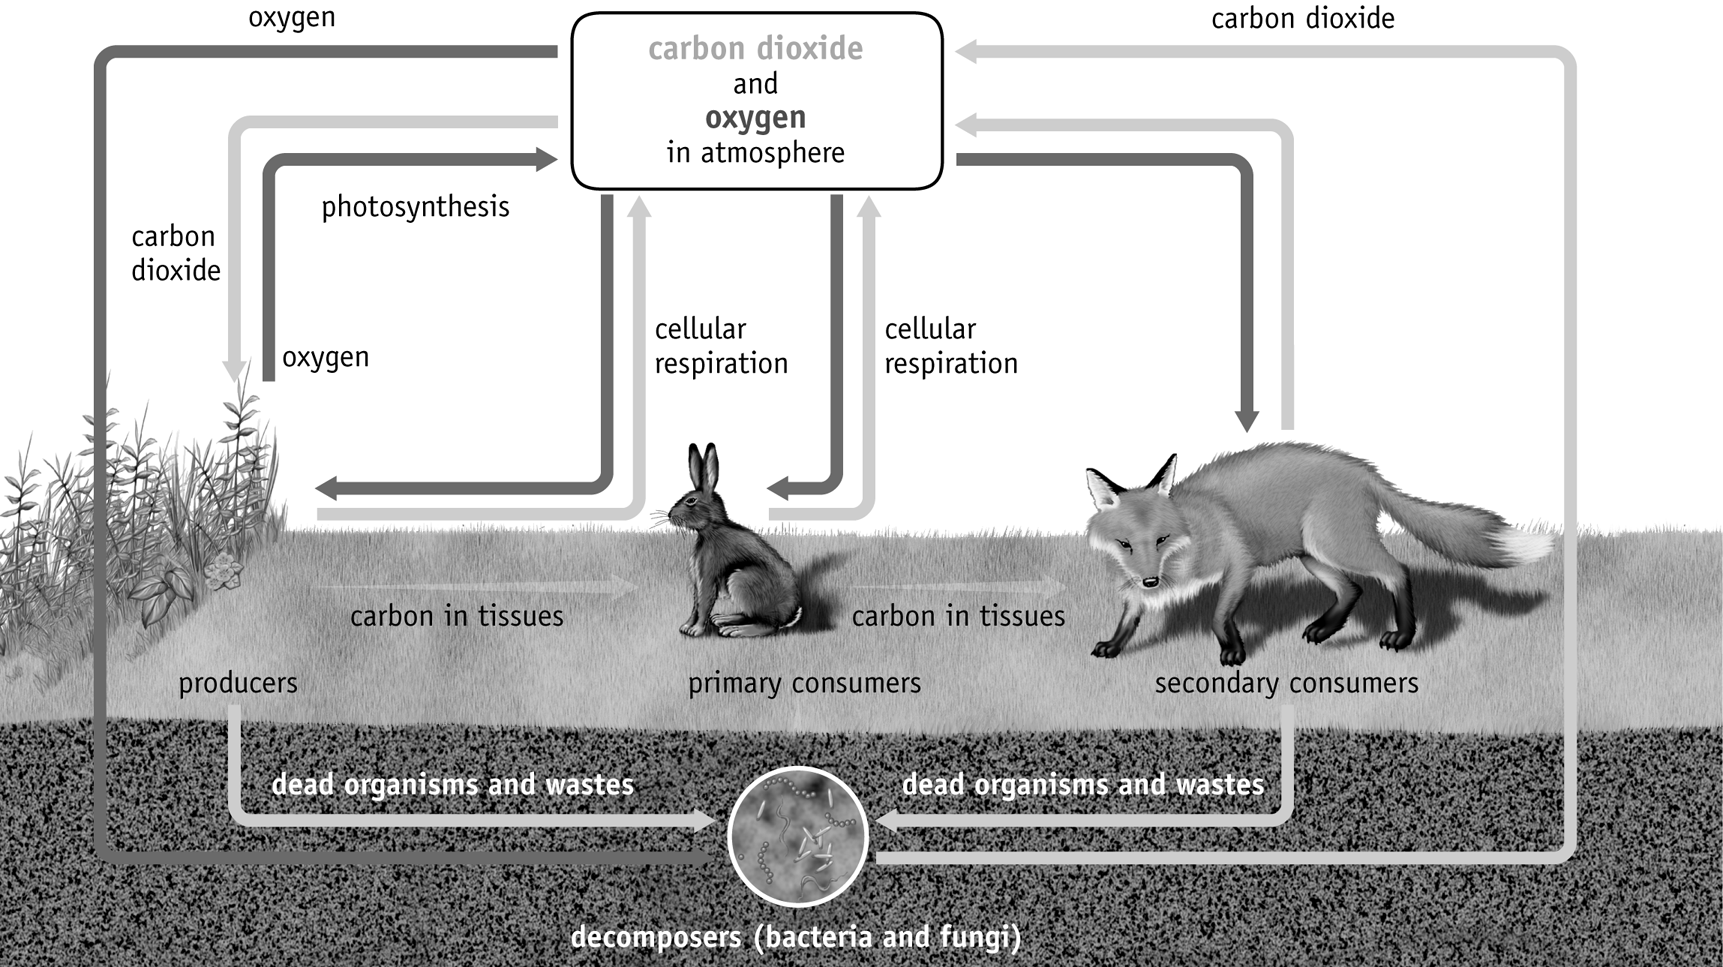 oxygen
carbon dioxide
carbon dioxide
and
oxygen
in atmosphere
photosynthesis
carbon
dioxide
oxygen
cellular
respiration
cellular
respiration
carbon in tissues
carbon in tissues
producers
primary consumers
secondary consumers
dead organisms and wastes
dead organisms and wastes
decomposers (bacteria and fungi)